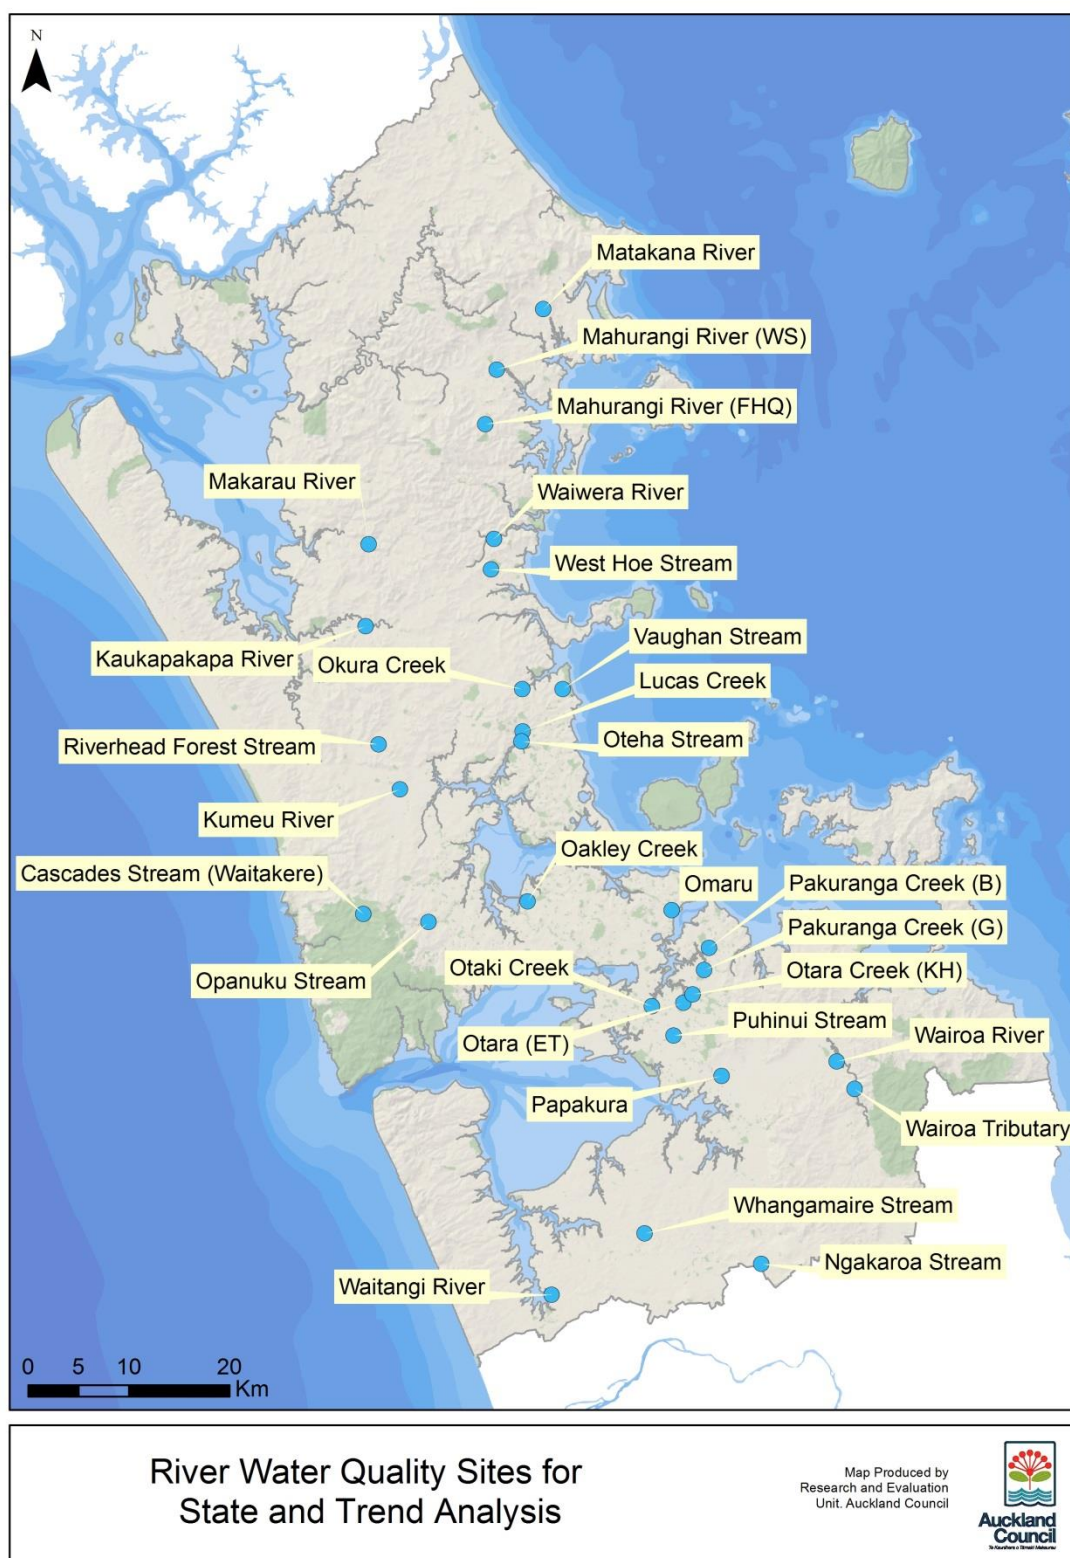 N
Matakana River
Mahurangi River (WS)
Mahurangi River (FHQ)
Makarau River
Waiwera River
West Hoe Stream
Vaughan Stream
Kaukapakapa River
Okura Creek
Lucas Creek
Riverhead Forest Stream
Oteha Stream
Kumeu River
Oakley Creek
Cascades Stream (Waitakere)
Omaru
Pakuranga Creek (B)
Pakuranga Creek (G)
Otaki Creek
Otara Creek (KH)
Opanuku Stream
Puhinui Stream
Otara (ET)
Wairoa River
Papakura
Wairoa Tributary
Whangamaire Stream
Ngakaroa Stream
Waitangi River
0 5 10 20
Km
River Water Quality Sites for
State and Trend Analysis
Map Produced by
Research and Evaluation
Unit. Auckland Council
Auckland
Council
Te Kaunihera o Tāmaki Makaurau